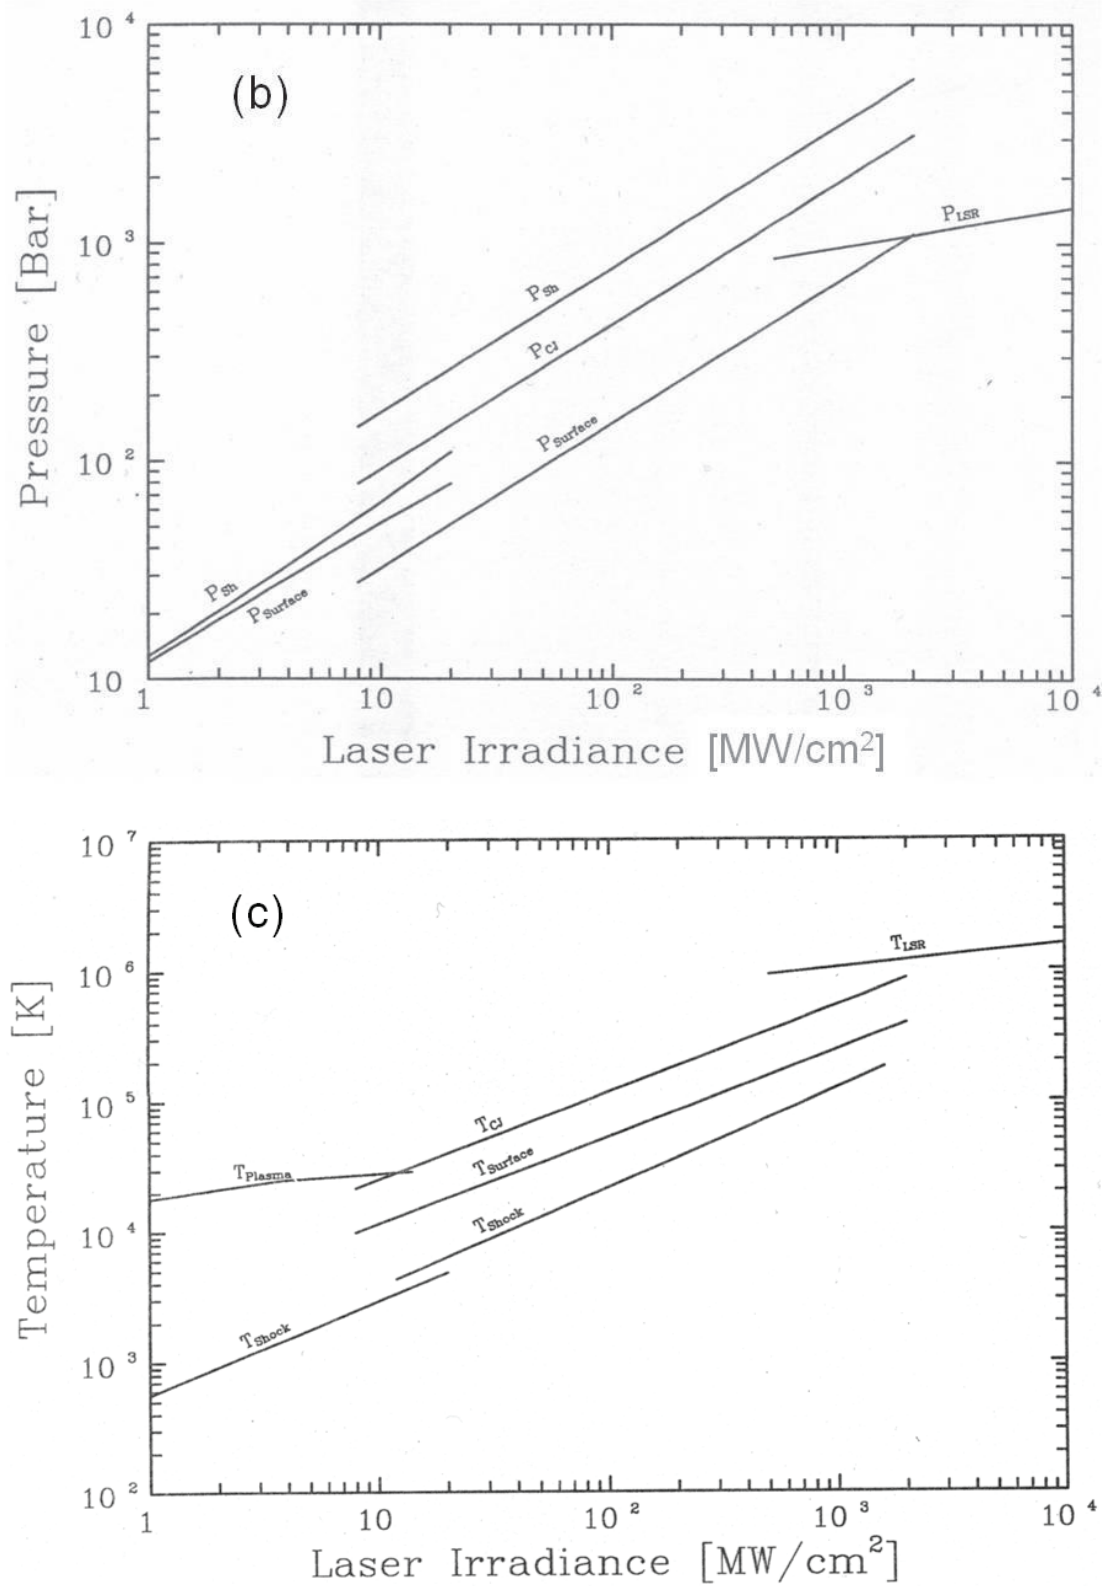 (b)
Pressure [Bar]
10 4
10 3
10 2
10
P LSR
P Sh
P CJ
P Surface
P Sh
P Surface
1 10 10 2 10 3 10 4
Laser Irradiance [MW/cm2]
(c)
Temperature [K]
10 7
10 6
10 5
10 4
10 3
10 2
T LSR
T CJ
T Surface
T Plasma
T Shock
T Shock
1 10 10 2 10 3 10 4
Laser Irradiance [MW/cm2]